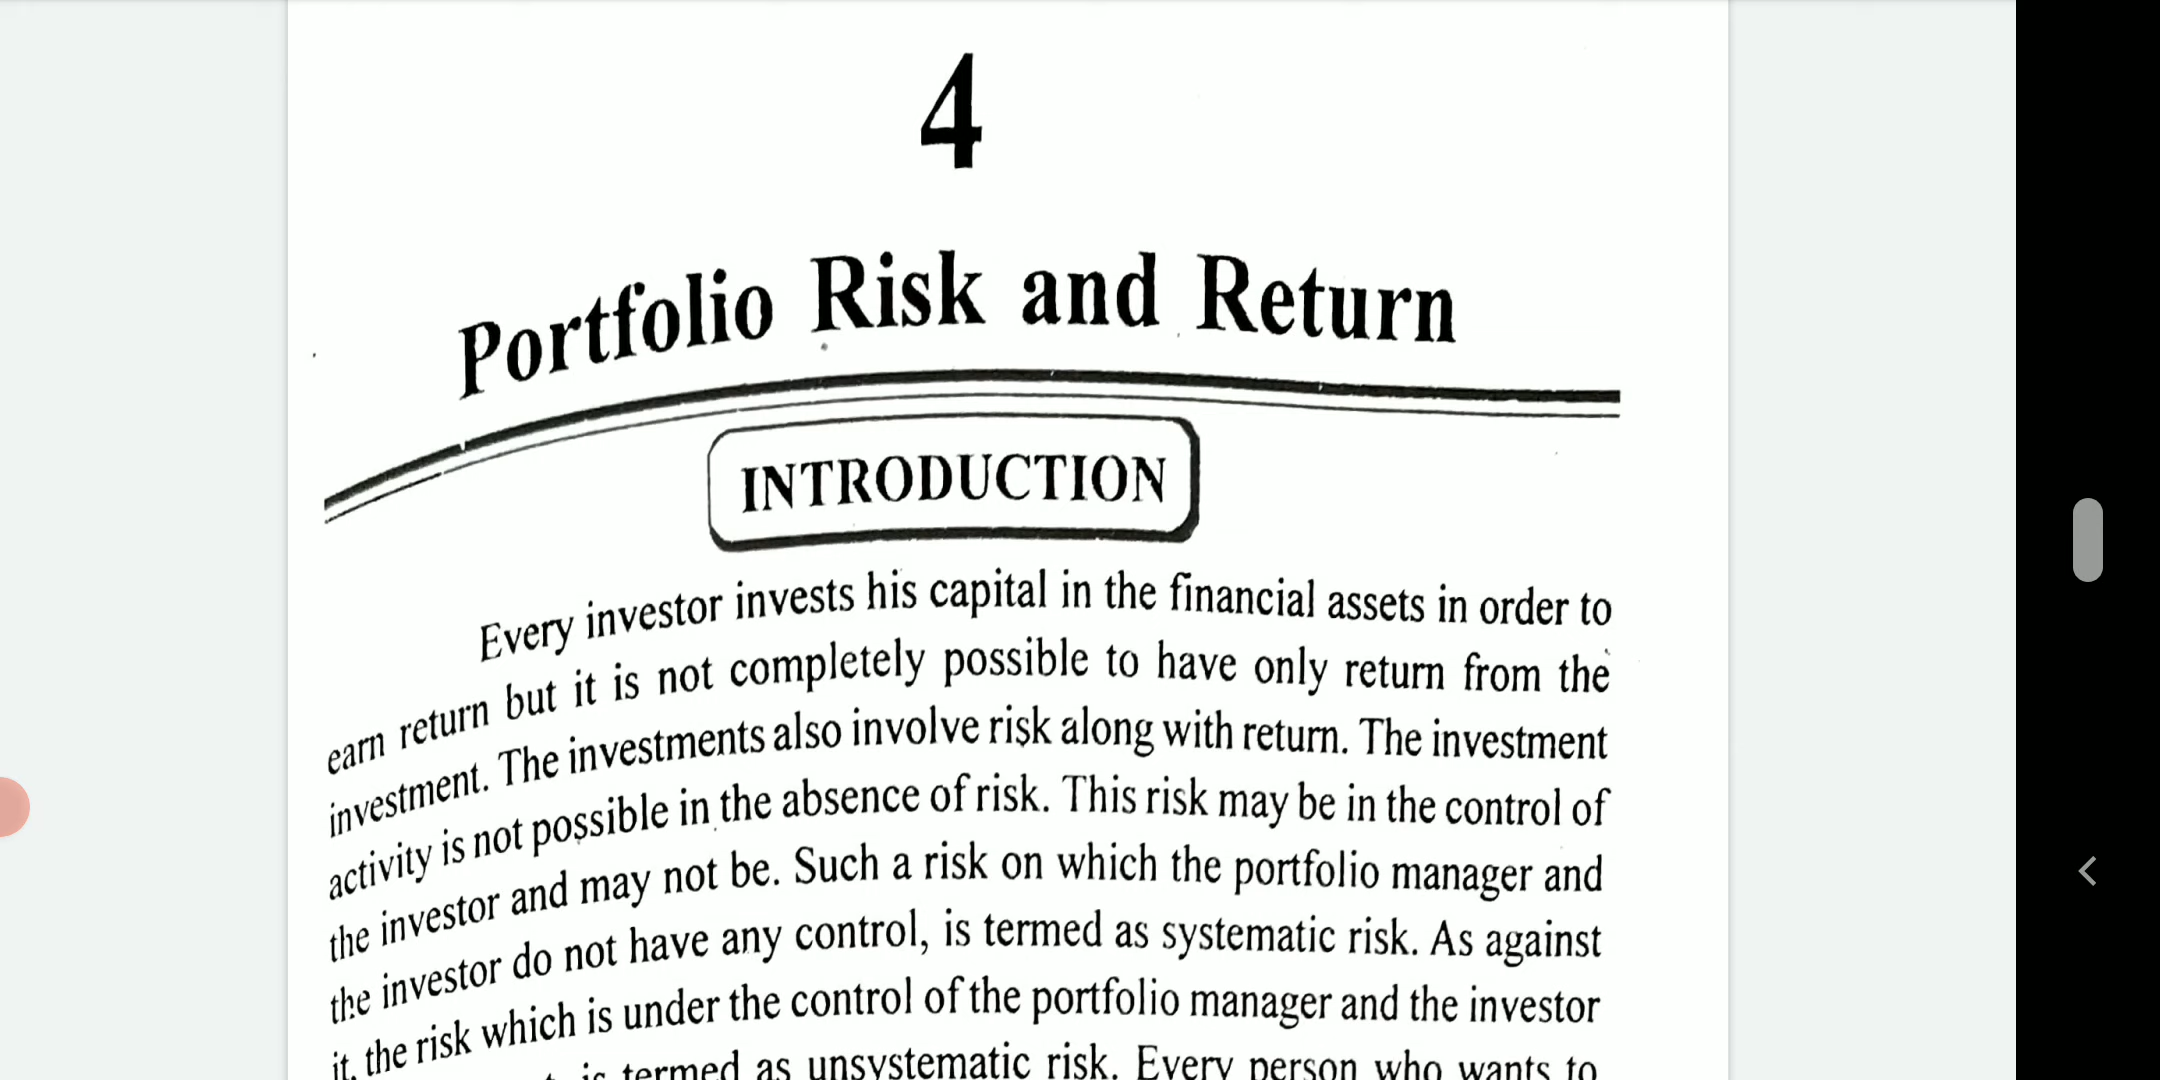 4
Portfolio Risk and Return
INTRODUCTION
Every investor invests his capital in the financial assets in order to
earn return but it is not completely possible to have only return from the
investment. The investments also involve risk along with return. The investment
activity is not possible in the absence of risk. This risk may be in the control of
the investor and may not be. Such a risk on which the portfolio manager and
the investor do not have any control, is termed as systematic risk. As against
it, the risk which is under the control of the portfolio manager and the investor
is termed as unsystematic risk. Every person who wants to